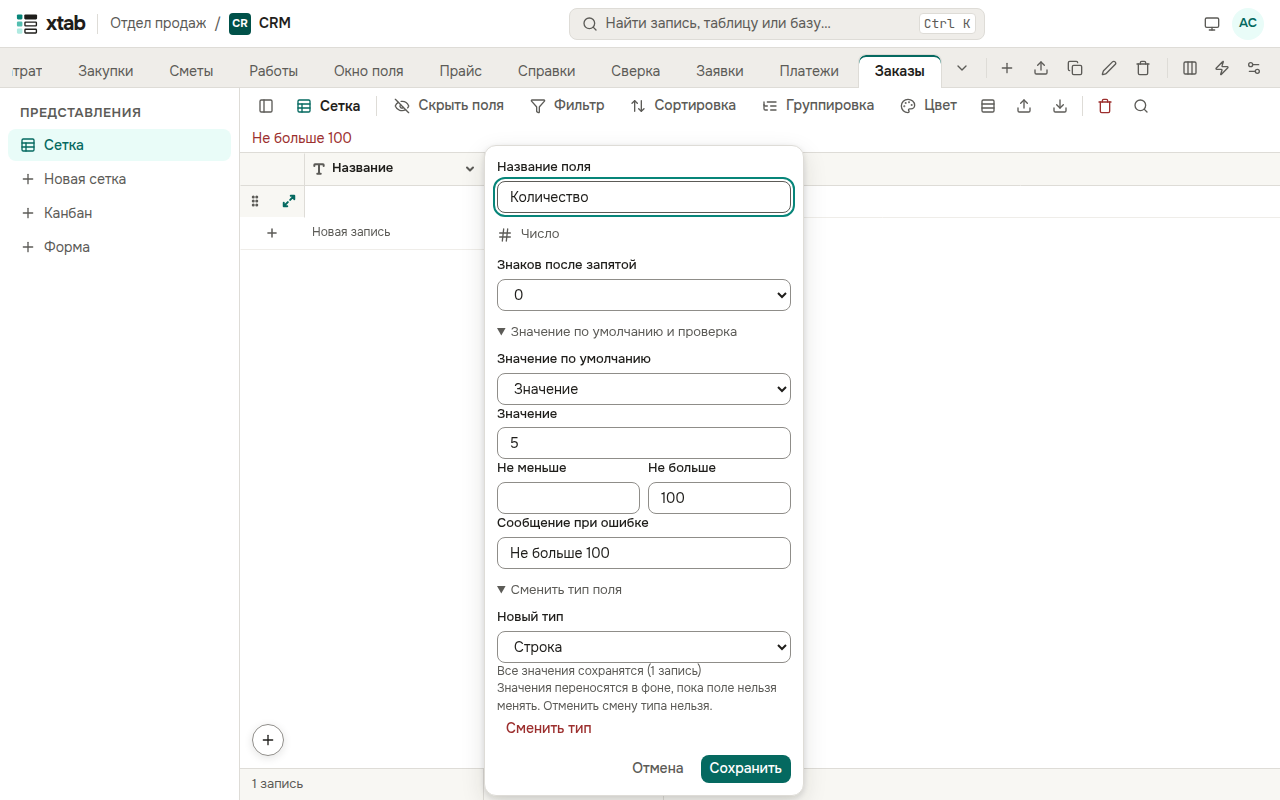 xtab
Отдел продаж / CR CRM
Найти запись, таблицу или базу...
Ctrl K
АС
трат
Закупки
Сметы
Работы
Окно поля
Прайс
Справки
Сверка
Заявки
Платежи
Заказы
ПРЕДСТАВЛЕНИЯ
Сетка
Новая сетка
Канбан
Форма
Сетка
Скрыть поля
Фильтр
Сортировка
Группировка
Цвет
Не больше 100
Название
Новая запись
Название поля
Количество
Число
Знаков после запятой
0
Значение по умолчанию и проверка
Значение по умолчанию
Значение
Значение
5
Не меньше
Не больше
100
Сообщение при ошибке
Не больше 100
Сменить тип поля
Новый тип
Строка
Все значения сохранятся (1 запись)
Значения переносятся в фоне, пока поле нельзя
менять. Отменить смену типа нельзя.
Сменить тип
Отмена
Сохранить
1 запись